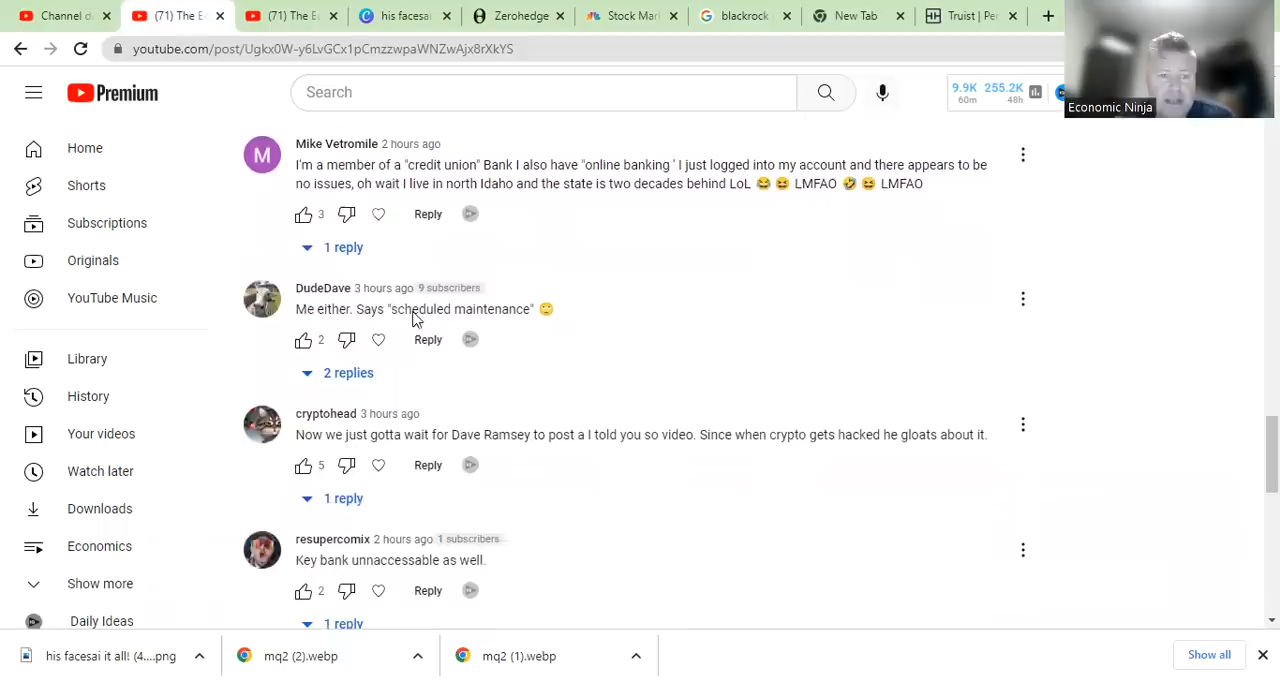 Channel d
(71) The E
(71) The E
his facesai
Zerohedge
Stock Mar
blackrock
New Tab
Truist | Per
youtube.com/post/Ugkx0W-y6LvGCx1pCmzzwpaWNZwAjx8rXkYS
Economic Ninja
Premium
Search
9.9K 255.2K
60m 48h
Home
Shorts
Subscriptions
Originals
YouTube Music
Library
History
Your videos
Watch later
Downloads
Economics
Show more
Daily Ideas
M
Mike Vetromile 2 hours ago
I'm a member of a "credit union" Bank I also have "online banking ' I just logged into my account and there appears to be
no issues, oh wait I live in north Idaho and the state is two decades behind LoL 😂 😆 LMFAO 🤣 😆 LMFAO
3 Reply
1 reply
DudeDave 3 hours ago 9 subscribers
Me either. Says "scheduled maintenance" 🙄
2 Reply
2 replies
cryptohead 3 hours ago
Now we just gotta wait for Dave Ramsey to post a I told you so video. Since when crypto gets hacked he gloats about it.
5 Reply
1 reply
resupercomix 2 hours ago 1 subscribers
Key bank unnaccessable as well.
2 Reply
1 reply
his facesai it all! (4....png
mq2 (2).webp
mq2 (1).webp
Show all